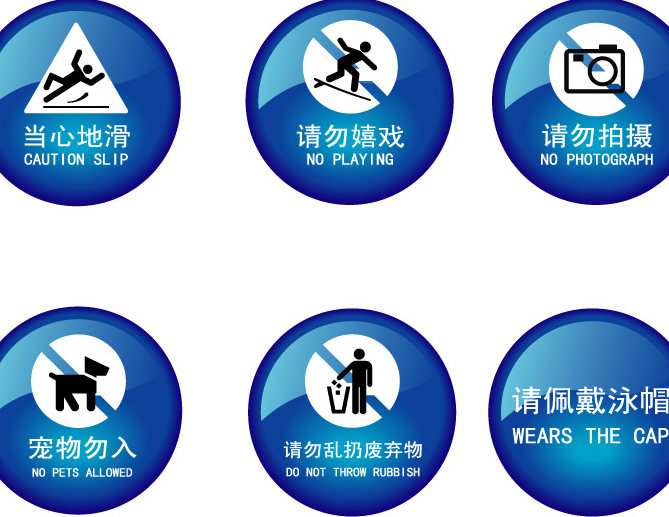 当心地滑
CAUTION SLIP
请勿嬉戏
NO PLAYING
请勿拍摄
NO PHOTOGRAPH
宠物勿入
NO PETS ALLOWED
请勿乱扔废弃物
DO NOT THROW RUBBISH
请佩戴泳帽
WEARS THE CAP